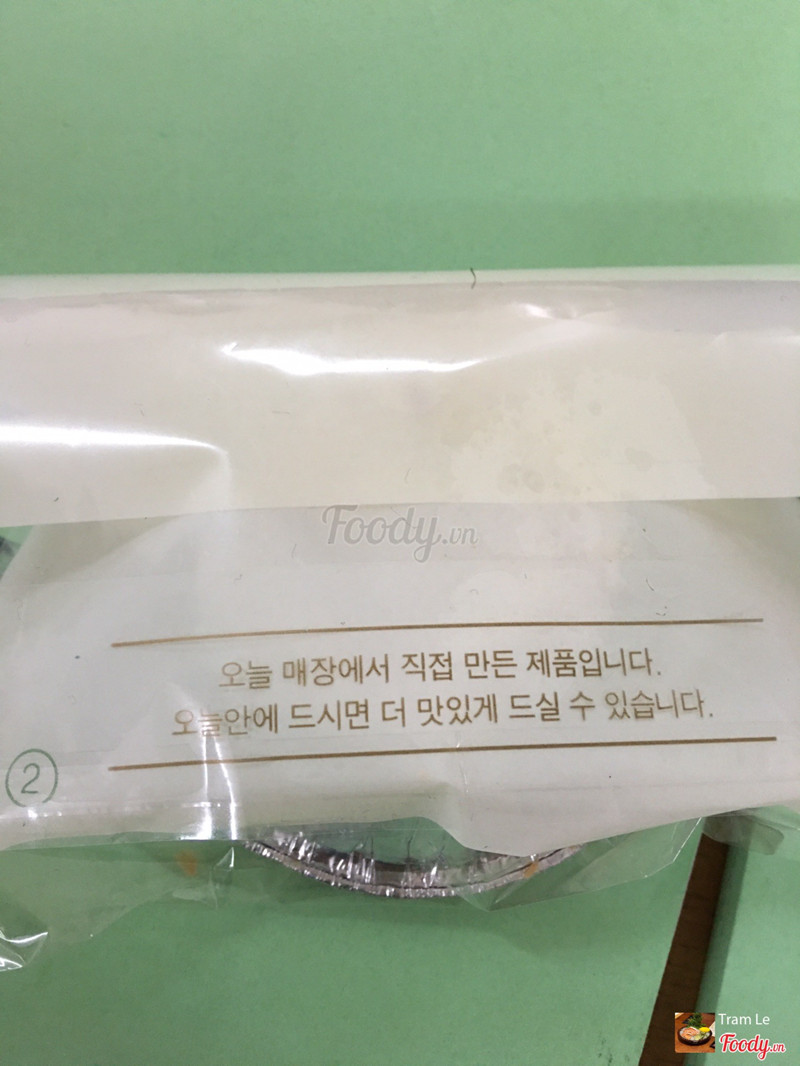 Foody.vn
오늘 매장에서 직접 만든 제품입니다.
오늘안에 드시면 더 맛있게 드실 수 있습니다.
2
Tram Le
Foody.vn